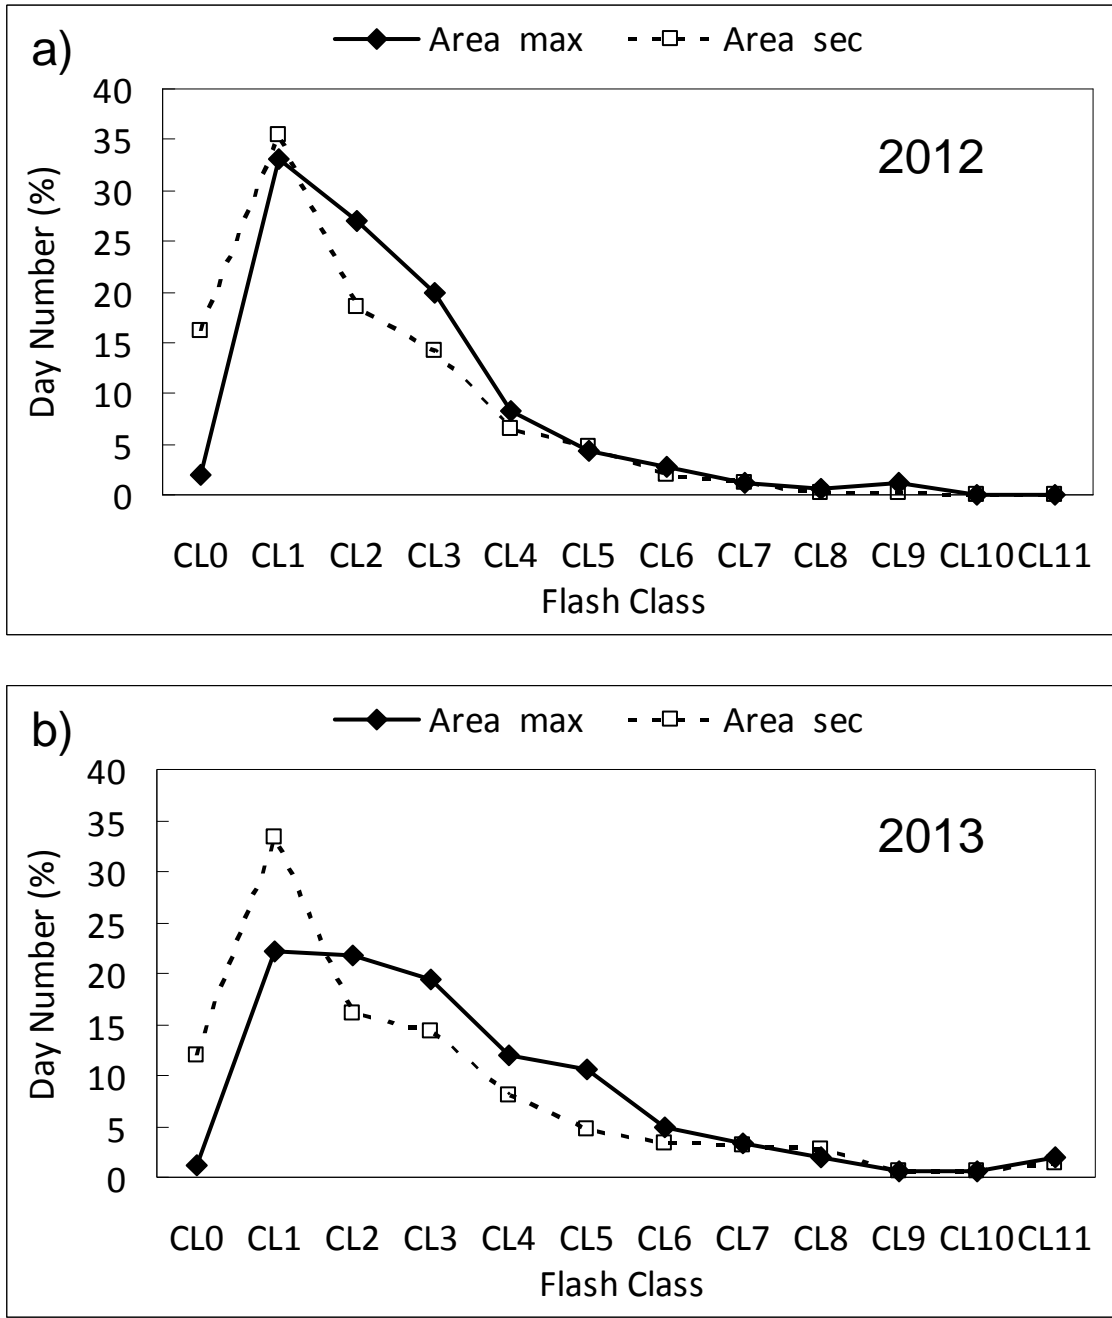 a)
Area max Area sec
2012
40
35
30
25
20
15
10
5
0
Day Number (%)
CL0 CL1 CL2 CL3 CL4 CL5 CL6 CL7 CL8 CL9 CL10 CL11
Flash Class
b)
Area max Area sec
2013
40
35
30
25
20
15
10
5
0
Day Number (%)
CL0 CL1 CL2 CL3 CL4 CL5 CL6 CL7 CL8 CL9 CL10 CL11
Flash Class